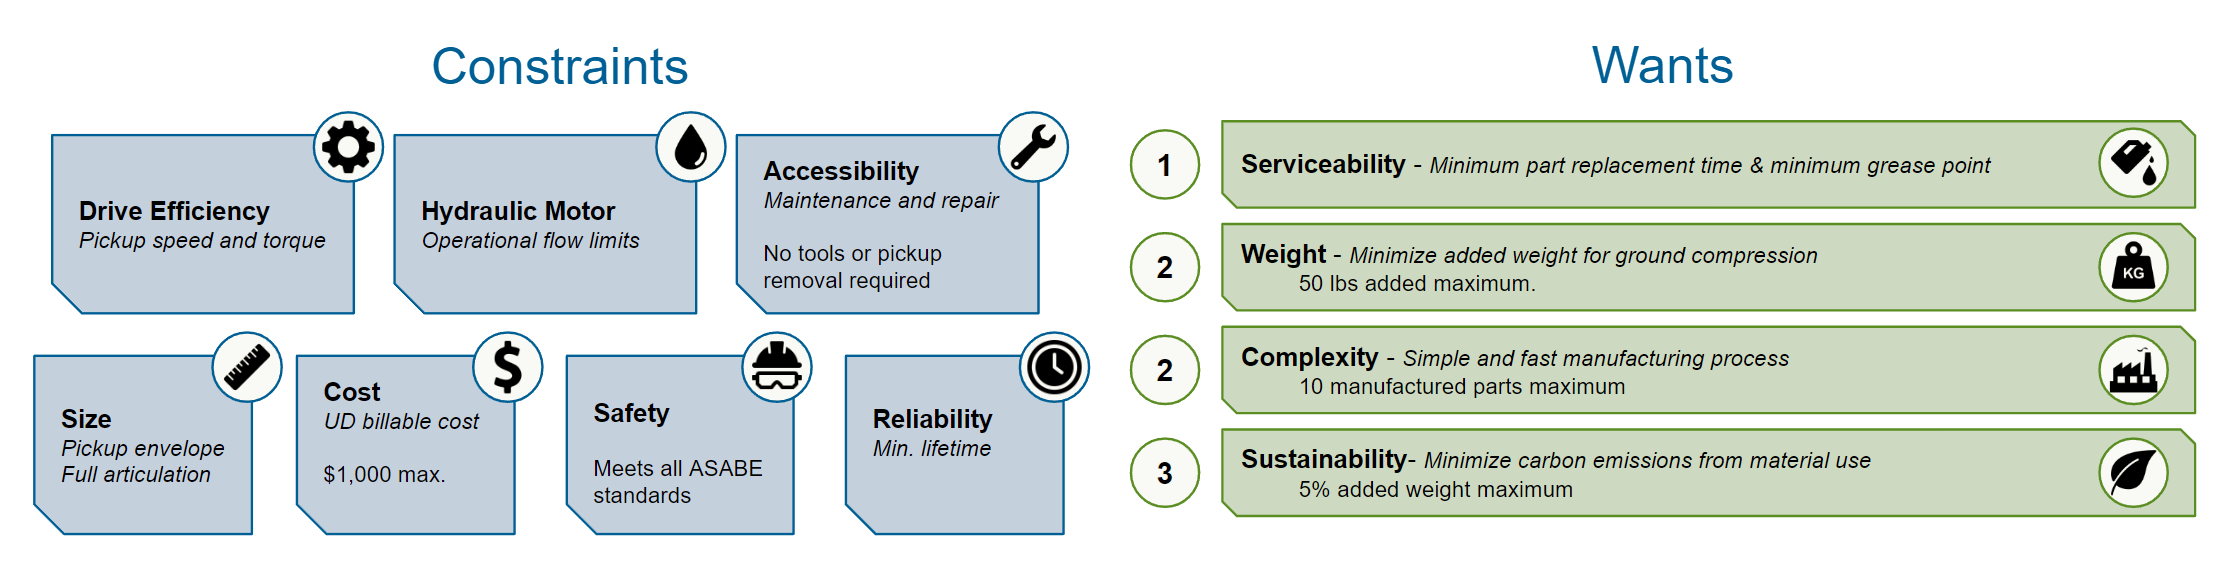 Constraints
Drive Efficiency
Pickup speed and torque
Hydraulic Motor
Operational flow limits
Accessibility
Maintenance and repair
No tools or pickup
removal required
Size
Pickup envelope
Full articulation
Cost
UD billable cost
$1,000 max.
Safety
Meets all ASABE
standards
Reliability
Min. lifetime
Wants
1
Serviceability - Minimum part replacement time & minimum grease point
2
Weight - Minimize added weight for ground compression
50 lbs added maximum.
KG
2
Complexity - Simple and fast manufacturing process
10 manufactured parts maximum
3
Sustainability- Minimize carbon emissions from material use
5% added weight maximum